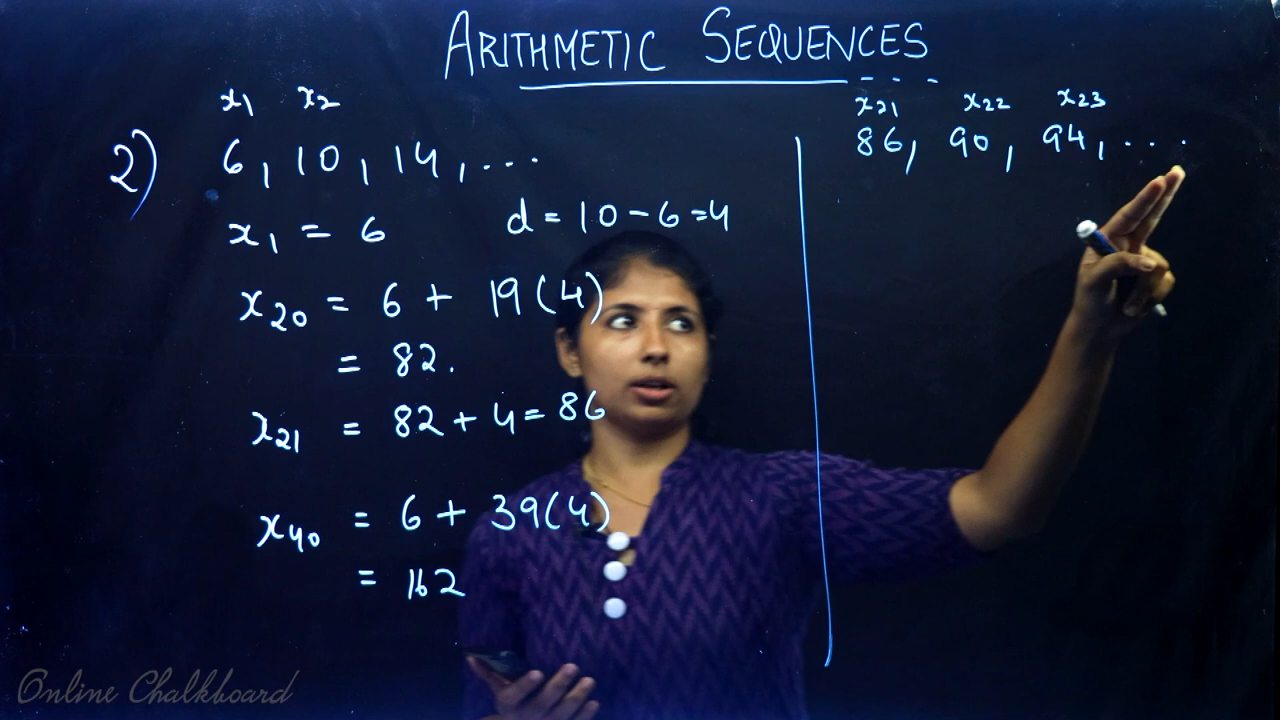 ARITHMETIC SEQUENCES
x₁ x₂
2) 6, 10, 14, ...
x₁ = 6 d = 10 - 6 = 4
x₂₀ = 6 + 19(4)
= 82.
x₂₁ = 82 + 4 = 86
x₄₀ = 6 + 39(4)
= 162
x₂₁ x₂₂ x₂₃
86, 90, 94, ...
Online Chalkboard